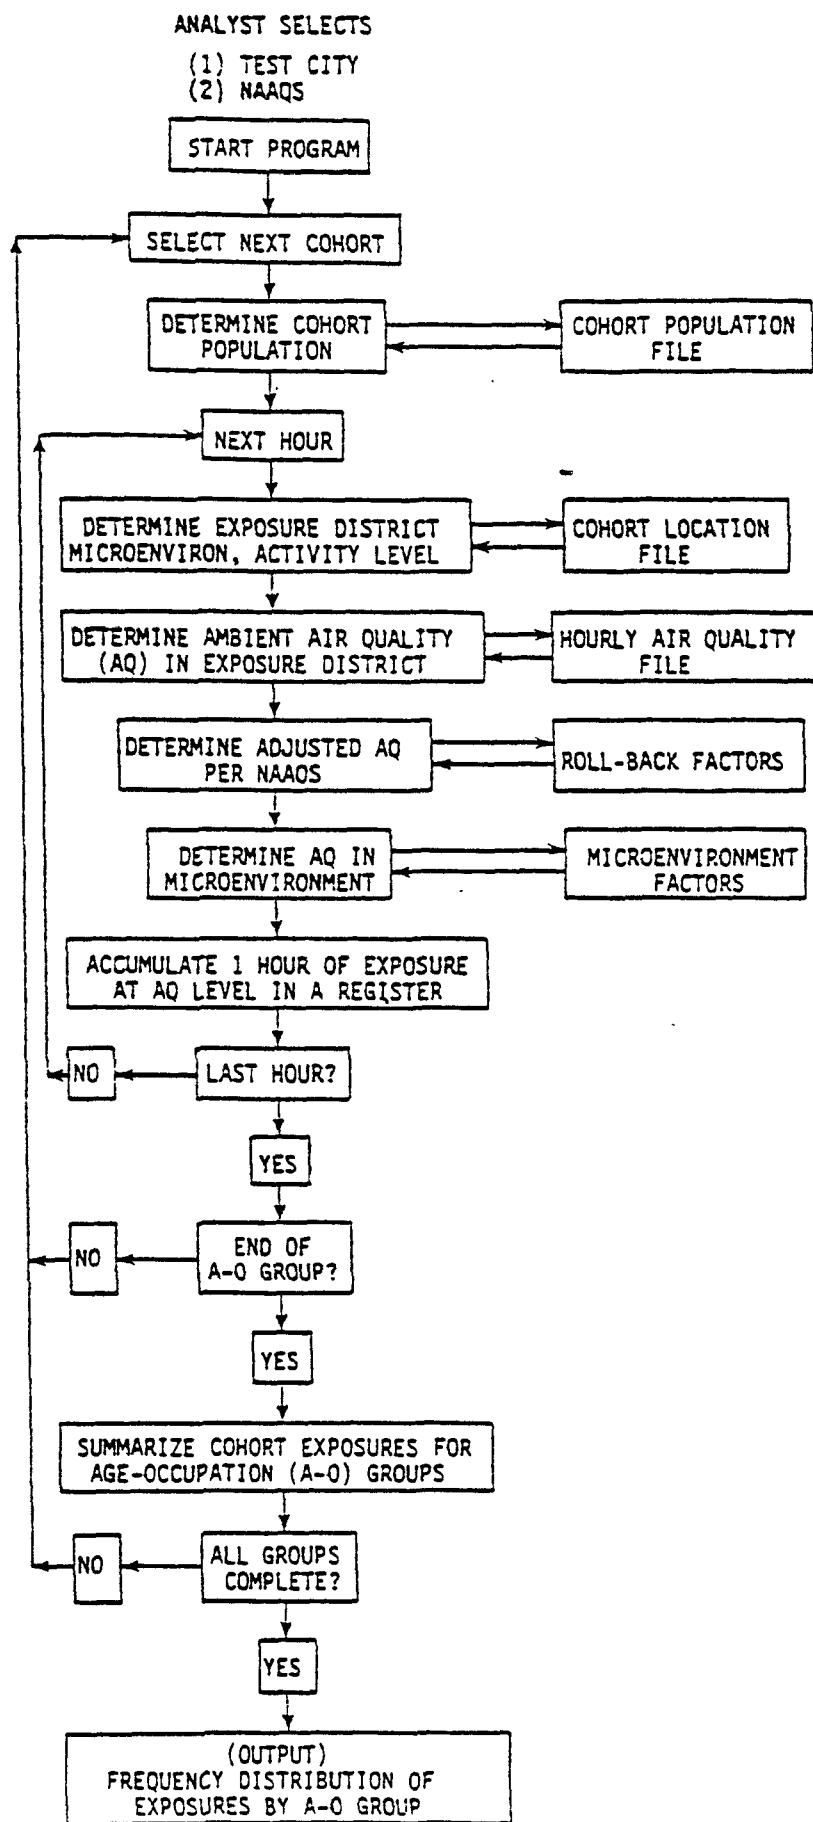 ANALYST SELECTS
(1) TEST CITY
(2) NAAQS
START PROGRAM
SELECT NEXT COHORT
DETERMINE COHORT
POPULATION
COHORT POPULATION
FILE
NEXT HOUR
DETERMINE EXPOSURE DISTRICT
MICROENVIRON, ACTIVITY LEVEL
COHORT LOCATION
FILE
DETERMINE AMBIENT AIR QUALITY
(AQ) IN EXPOSURE DISTRICT
HOURLY AIR QUALITY
FILE
DETERMINE ADJUSTED AQ
PER NAAQS
ROLL-BACK FACTORS
DETERMINE AQ IN
MICROENVIRONMENT
MICROENVIRONMENT
FACTORS
ACCUMULATE 1 HOUR OF EXPOSURE
AT AQ LEVEL IN A REGISTER
NO
LAST HOUR?
YES
NO
END OF
A-O GROUP?
YES
SUMMARIZE COHORT EXPOSURES FOR
AGE-OCCUPATION (A-O) GROUPS
NO
ALL GROUPS
COMPLETE?
YES
(OUTPUT)
FREQUENCY DISTRIBUTION OF
EXPOSURES BY A-O GROUP